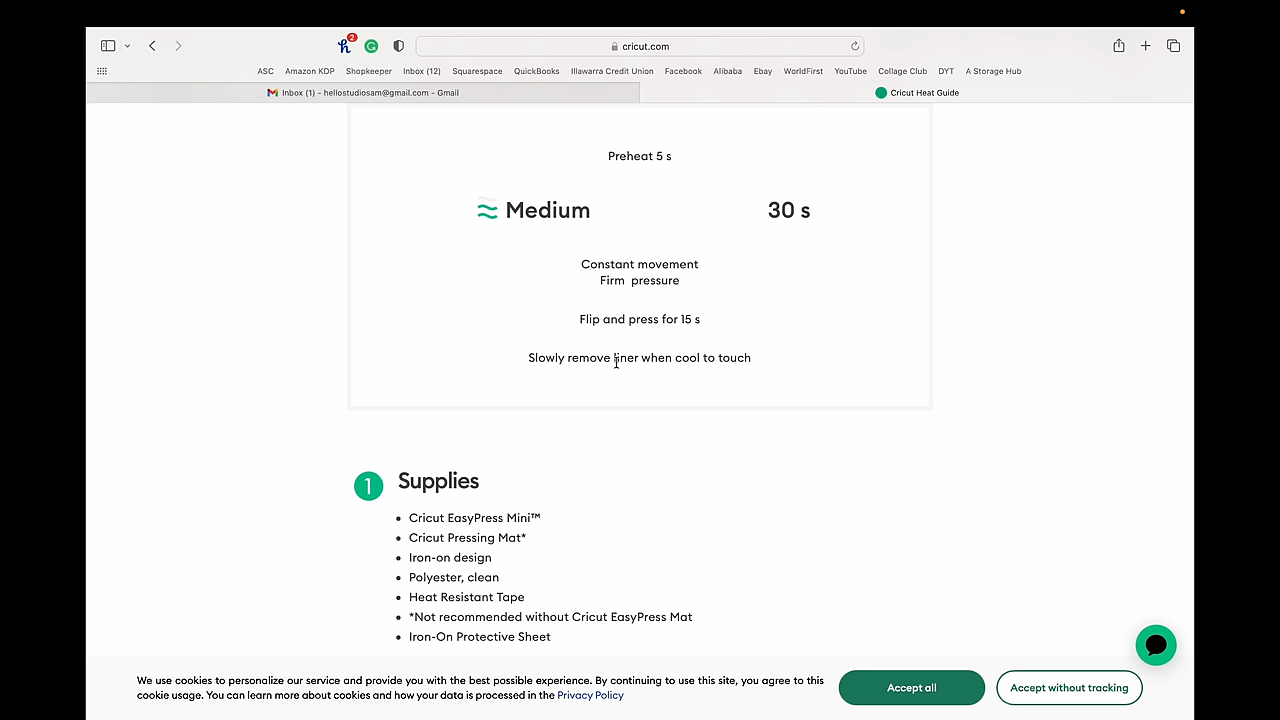 2
cricut.com
ASC Amazon KDP Shopkeeper Inbox (12) Squarespace QuickBooks Illawarra Credit Union Facebook Alibaba Ebay WorldFirst YouTube Collage Club DYT A Storage Hub
Inbox (1) – hellostudiosam@gmail.com – Gmail
Cricut Heat Guide
Preheat 5 s
Medium 30 s
Constant movement
Firm pressure
Flip and press for 15 s
Slowly remove liner when cool to touch
1 Supplies
• Cricut EasyPress Mini™
• Cricut Pressing Mat*
• Iron-on design
• Polyester, clean
• Heat Resistant Tape
• *Not recommended without Cricut EasyPress Mat
• Iron-On Protective Sheet
We use cookies to personalize our service and provide you with the best possible experience. By continuing to use this site, you agree to this
cookie usage. You can learn more about cookies and how your data is processed in the Privacy Policy
Accept all
Accept without tracking